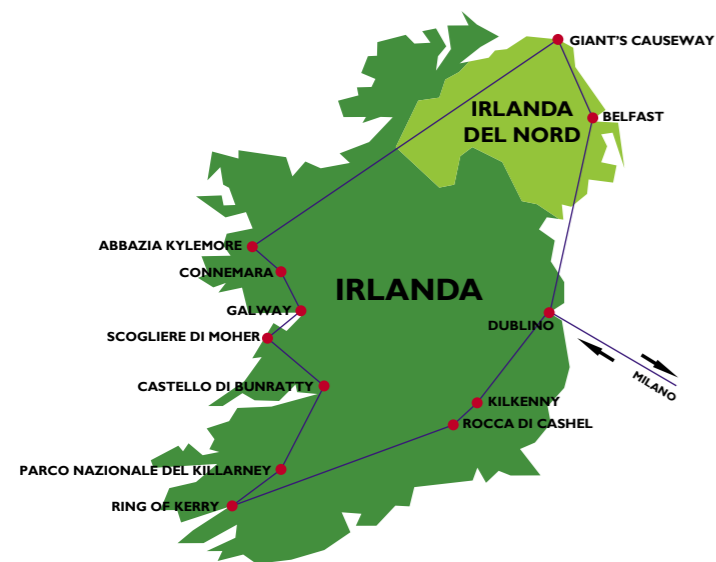 GIANT'S CAUSEWAY
IRLANDA
DEL NORD
BELFAST
ABBAZIA KYLEMORE
CONNEMARA
IRLANDA
GALWAY
DUBLINO
SCOGLIERE DI MOHER
MILANO
CASTELLO DI BUNRATTY
KILKENNY
ROCCA DI CASHEL
PARCO NAZIONALE DEL KILLARNEY
RING OF KERRY